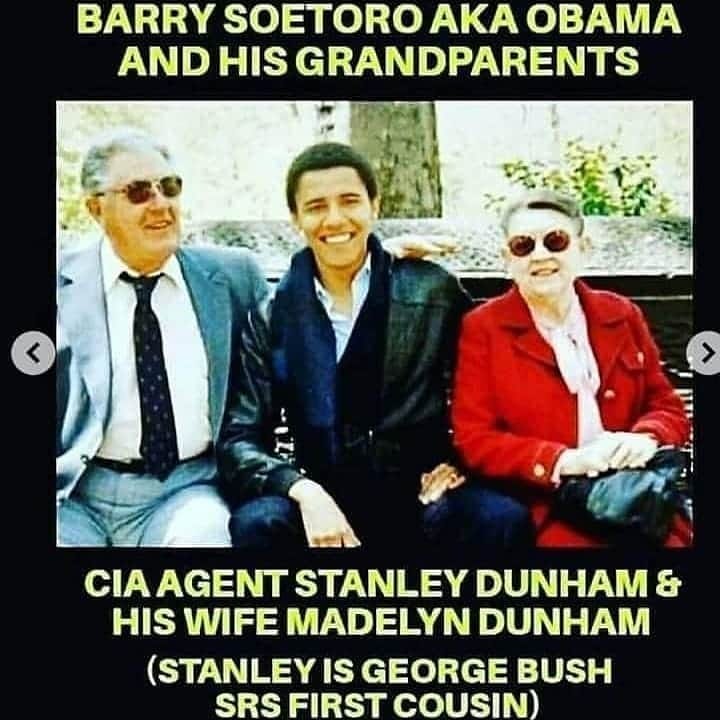 BARRY SOETORO AKA OBAMA
AND HIS GRANDPARENTS
CIA AGENT STANLEY DUNHAM &
HIS WIFE MADELYN DUNHAM
(STANLEY IS GEORGE BUSH
SRS FIRST COUSIN)